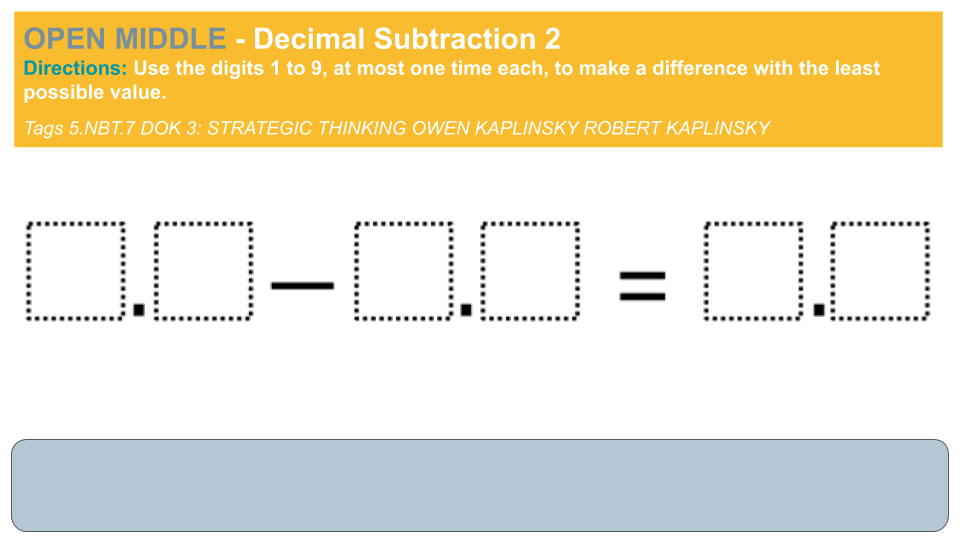 OPEN MIDDLE - Decimal Subtraction 2
Directions: Use the digits 1 to 9, at most one time each, to make a difference with the least
possible value.
Tags 5.NBT.7 DOK 3: STRATEGIC THINKING OWEN KAPLINSKY ROBERT KAPLINSKY
. — . = .